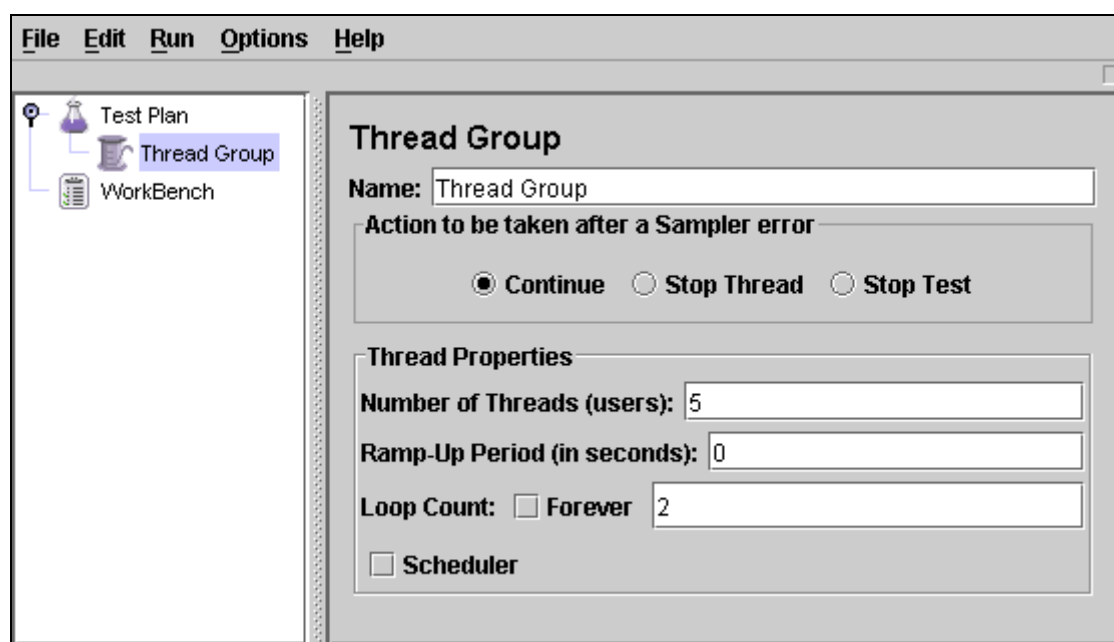 File Edit Run Options Help
Test Plan
Thread Group
WorkBench
Thread Group
Name: Thread Group
Action to be taken after a Sampler error
Continue Stop Thread Stop Test
Thread Properties
Number of Threads (users): 5
Ramp-Up Period (in seconds): 0
Loop Count: Forever 2
Scheduler